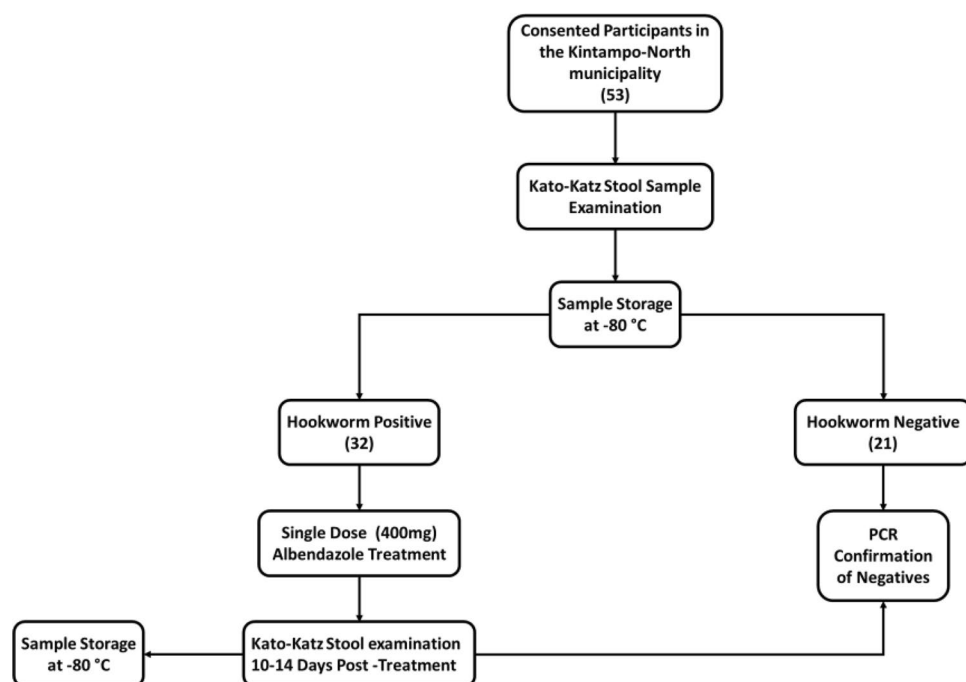 Consented Participants in
the Kintampo-North
municipality
(53)
Kato-Katz Stool Sample
Examination
Sample Storage
at -80 °C
Hookworm Positive
(32)
Hookworm Negative
(21)
Single Dose (400mg)
Albendazole Treatment
PCR
Confirmation
of Negatives
Sample Storage
at -80 °C
Kato-Katz Stool examination
10-14 Days Post -Treatment